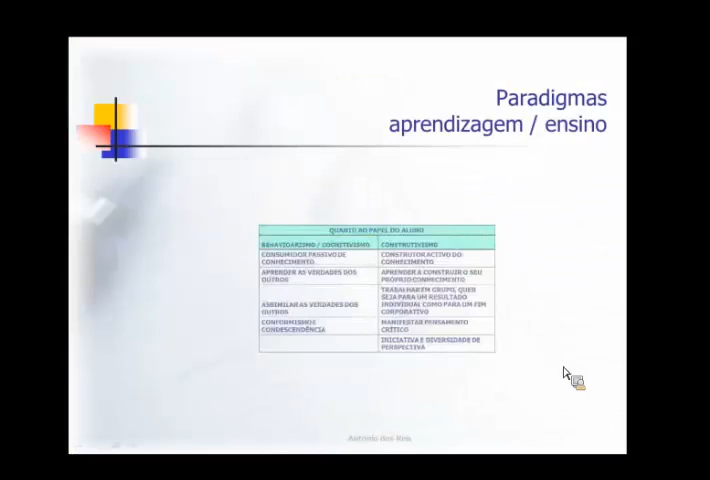 Paradigmas
aprendizagem / ensino
QUANTO AO PAPEL DO ALUNO
BEHAVIOARISMO / COGNITIVISMO
CONSTRUTIVISMO
CONSUMIDOR PASSIVO DE
CONHECIMENTO
CONSTRUTOR ACTIVO DO
CONHECIMENTO
APRENDER AS VERDADES DOS
OUTROS
APRENDER A CONSTRUIR O SEU
PRÓPRIO CONHECIMENTO
ASSIMILAR AS VERDADES DOS
OUTROS
TRABALHAR EM GRUPO, QUER
SEJA PARA UM RESULTADO
INDIVIDUAL COMO PARA UM FIM
CORPORATIVO
CONFORMISMO E
CONDESCENDÊNCIA
MANIFESTAR PENSAMENTO
CRÍTICO
INICIATIVA E DIVERSIDADE DE
PERSPECTIVA
António dos Reis